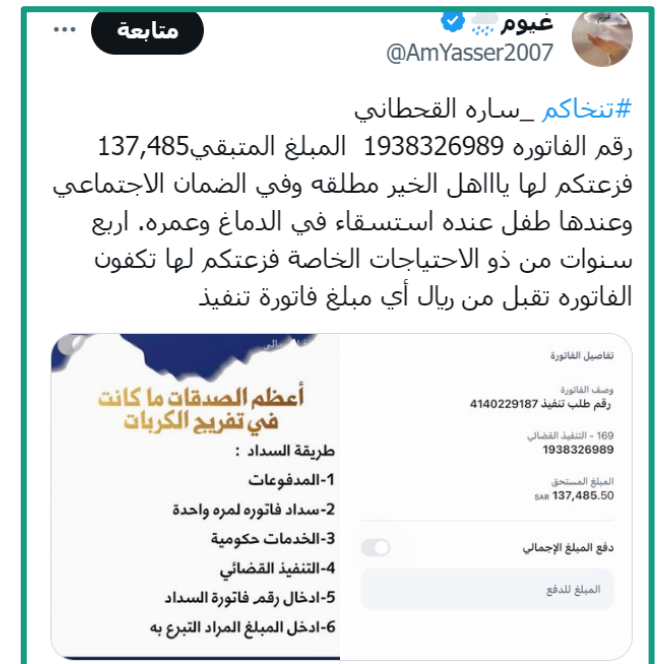 غيوم
متابعة
@AmYasser2007
#تنخاكم _ساره القحطاني
رقم الفاتوره 1938326989 المبلغ المتبقي137,485
فزعتكم لها ياااهل الخير مطلقه وفي الضمان الاجتماعي
وعندها طفل عنده استسقاء في الدماغ وعمره. اربع
سنوات من ذو الاحتياجات الخاصة فزعتكم لها تكفون
الفاتوره تقبل من ريال أي مبلغ فاتورة تنفيذ
أعظم الصدقات ما كانت
في تفريج الكربات
طريقة السداد :
1-المدفوعات
2-سداد فاتوره لمره واحدة
3-الخدمات حكومية
4-التنفيذ القضائي
5-ادخال رقم فاتورة السداد
6-ادخل المبلغ المراد التبرع به
تفاصيل الفاتورة
وصف الفاتورة
رقم طلب تنفيذ 4140229187
169 - التنفيذ القضائي
1938326989
المبلغ المستحق
SAR 137,485.50
دفع المبلغ الإجمالي
المبلغ للدفع